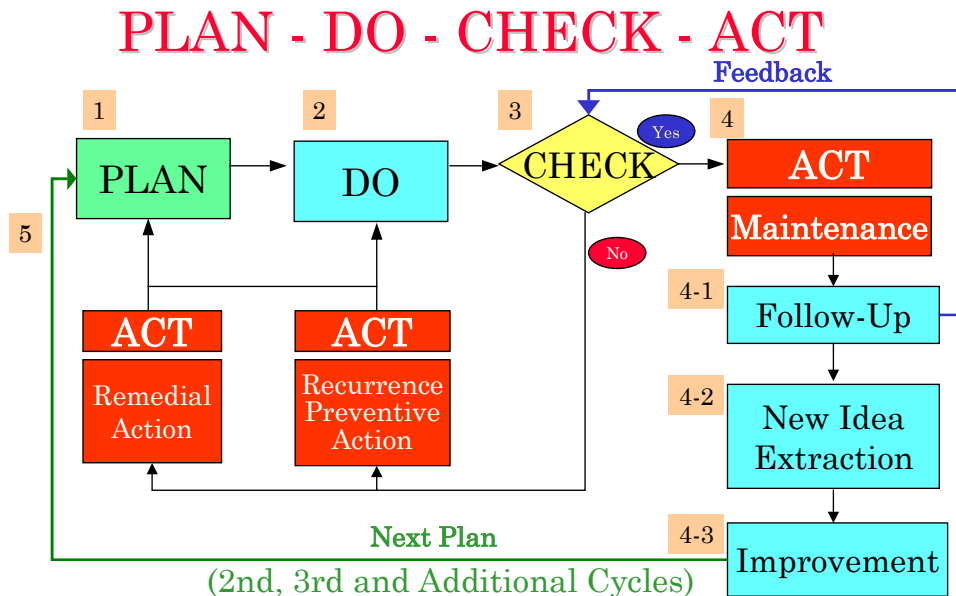 PLAN - DO - CHECK - ACT
Feedback
1
2
3
Yes
4
PLAN
DO
CHECK
ACT
5
Maintenance
No
4-1
Follow-Up
ACT
ACT
Remedial
Action
Recurrence
Preventive
Action
4-2
New Idea
Extraction
4-3
Next Plan
Improvement
(2nd, 3rd and Additional Cycles)